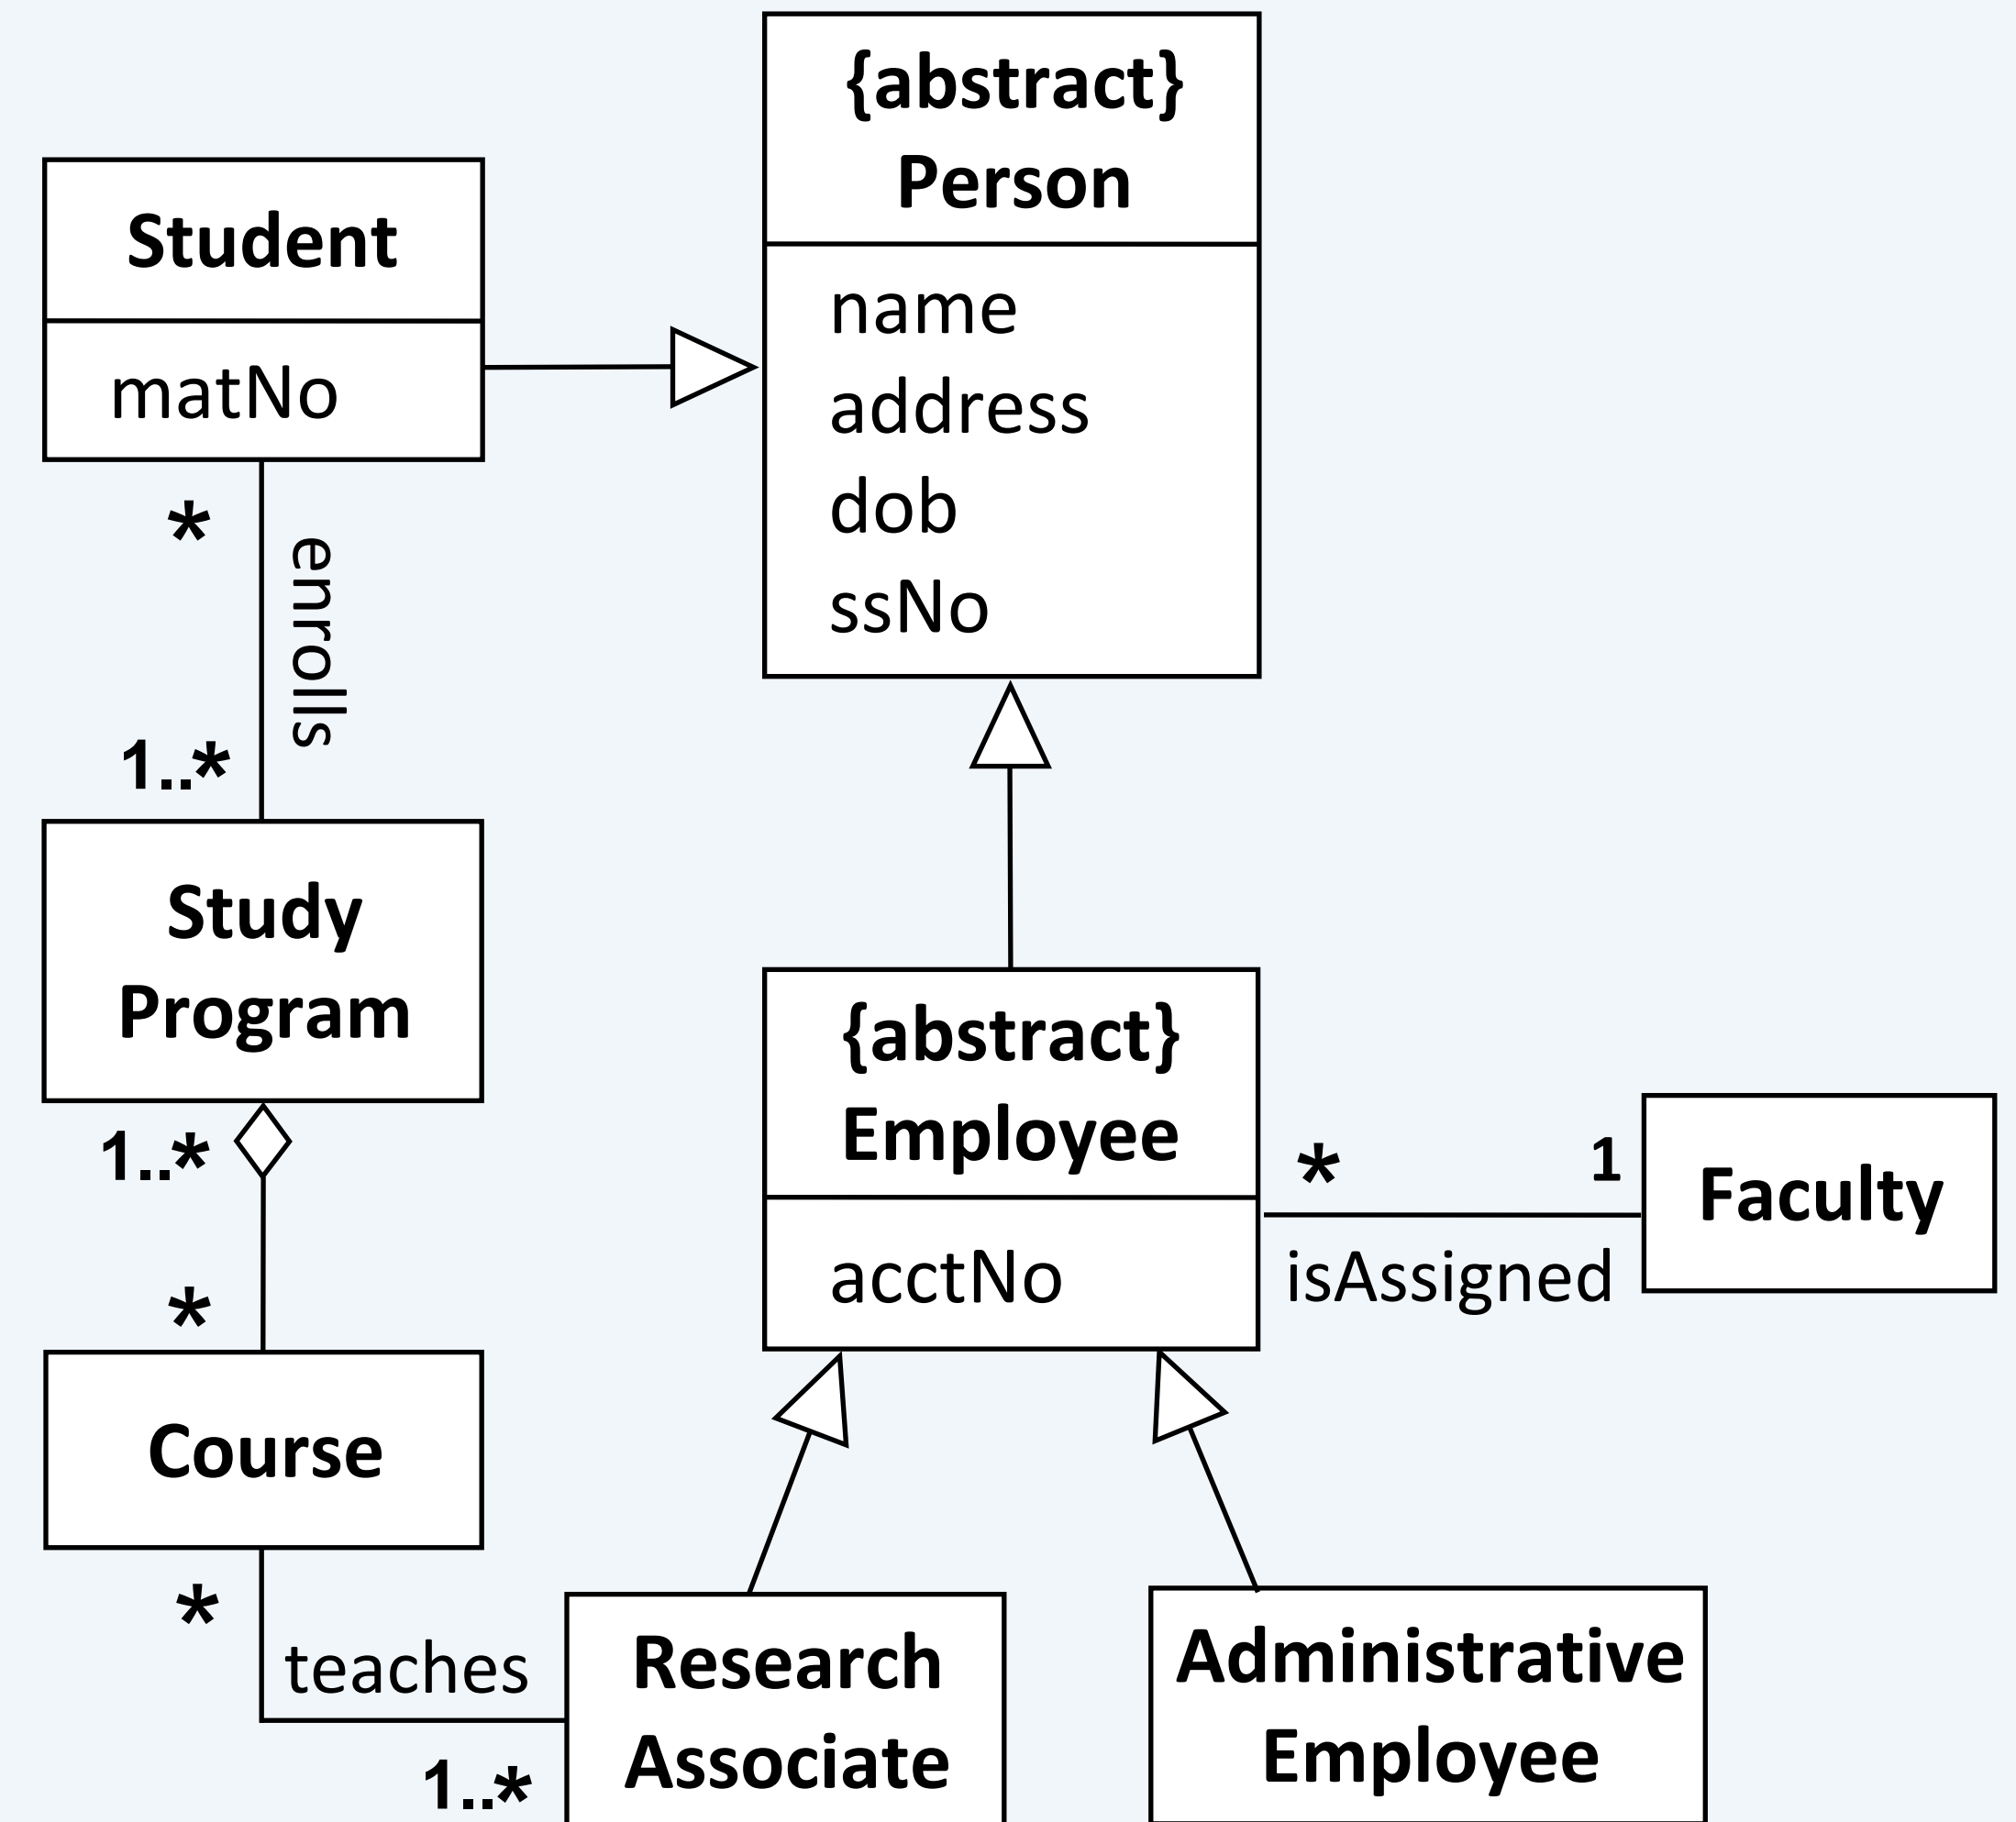 {abstract}
Person
name
address
dob
ssNo
Student
matNo
*
enrolls
1..*
Study
Program
1..*
*
Course
*
teaches
1..*
{abstract}
Employee
acctNo
*
1
isAssigned
Faculty
Research
Associate
Administrative
Employee